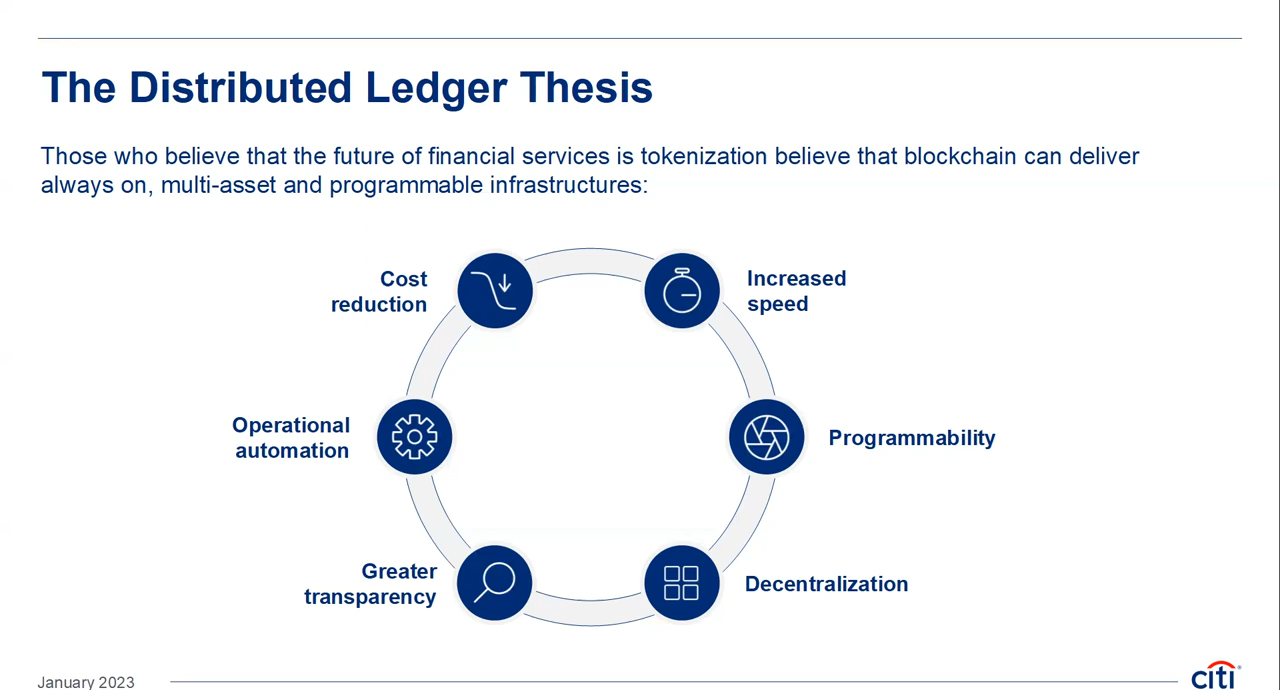 The Distributed Ledger Thesis
Those who believe that the future of financial services is tokenization believe that blockchain can deliver
always on, multi-asset and programmable infrastructures:
Cost
reduction
Increased
speed
Operational
automation
Programmability
Greater
transparency
Decentralization
January 2023
citi®